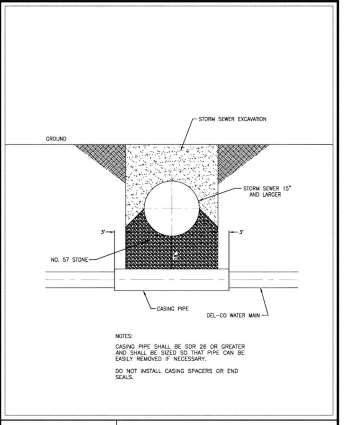 STORM SEWER EXCAVATION
GROUND
STORM SEWER 15"
AND LARGER
3'
3'
NO. 57 STONE
CASING PIPE
DEL-CO WATER MAIN
NOTES:
CASING PIPE SHALL BE SDR 26 OR GREATER
AND SHALL BE SIZED SO THAT PIPE CAN BE
EASILY REMOVED IF NECESSARY.
DO NOT INSTALL CASING SPACERS OR END
SEALS.